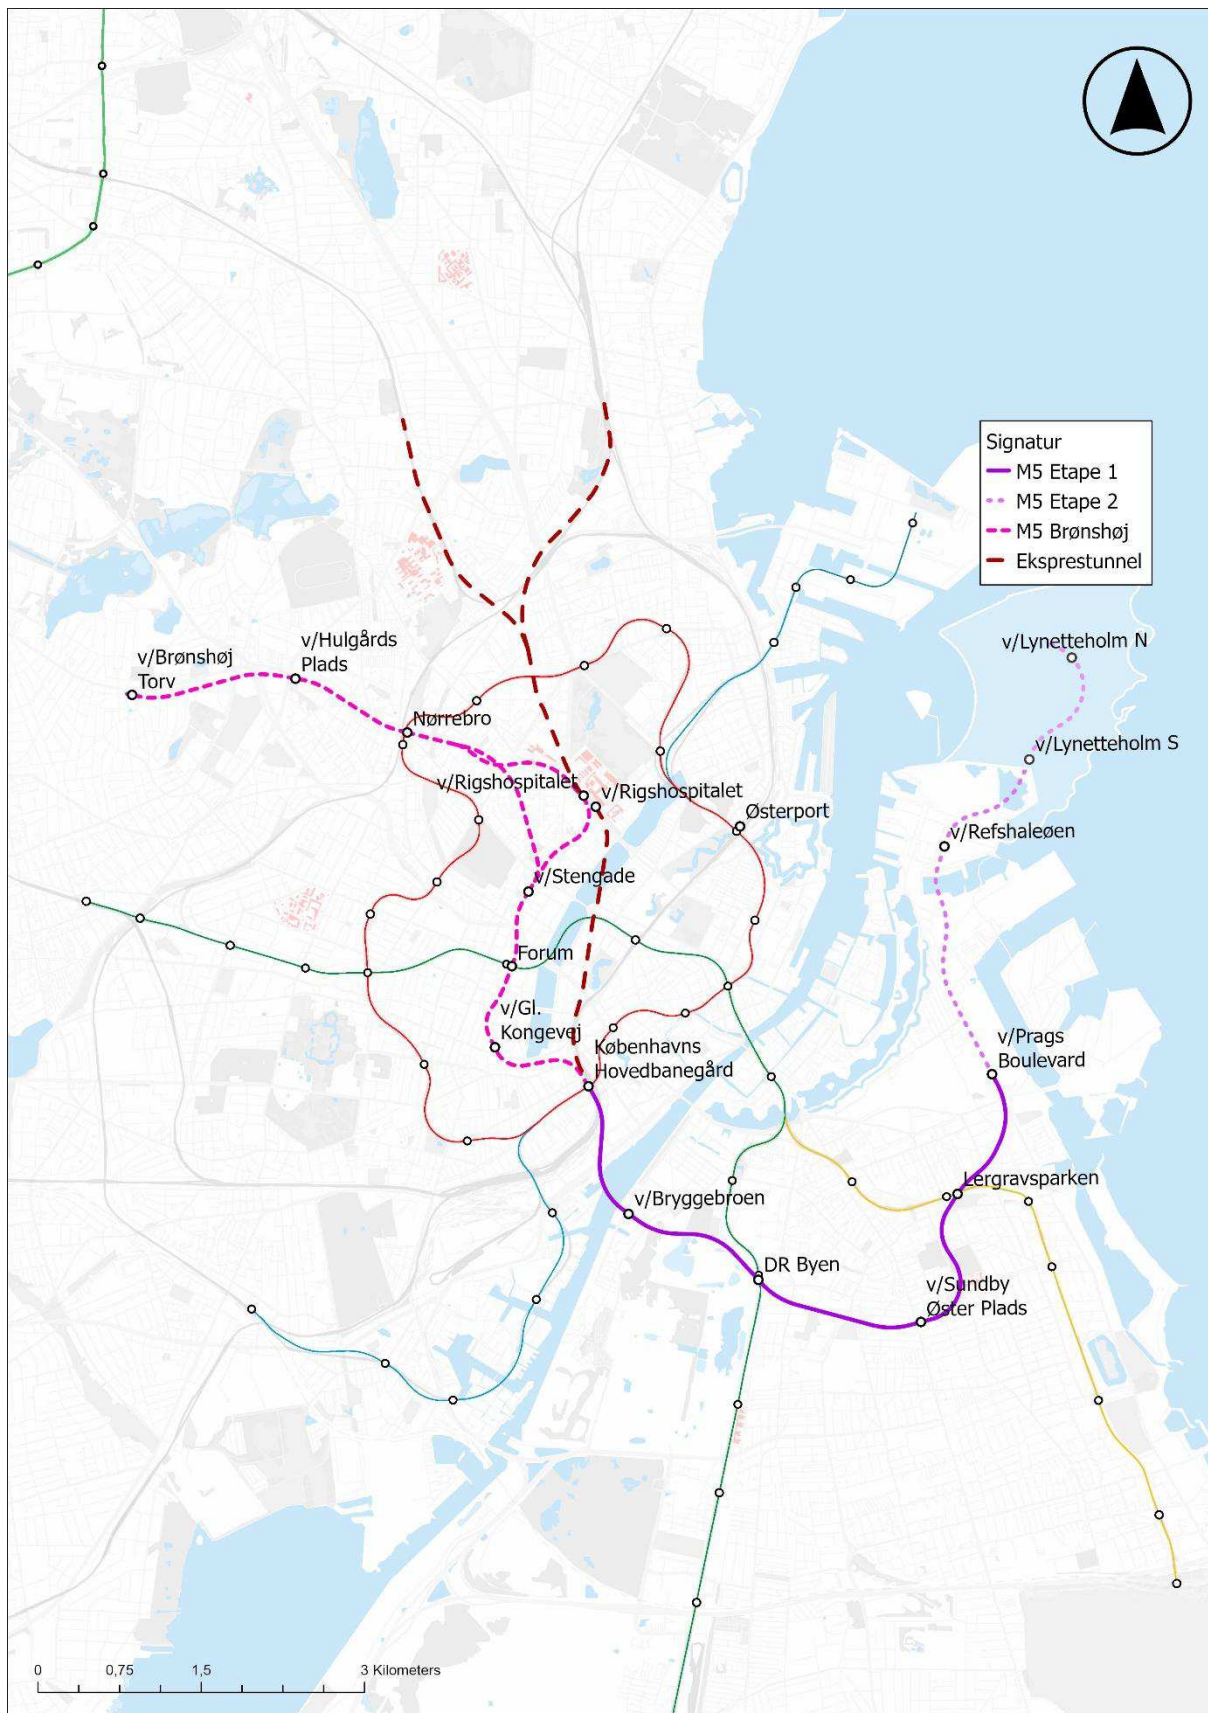 Signatur
M5 Etape 1
M5 Etape 2
M5 Brønshøj
Eksprestunnel
v/Lynetteholm N
v/Hulgårds
Plads
v/Brønshøj
Torv
Nørrebro
v/Lynetteholm S
v/Rigshospitalet
v/Rigshospitalet
Østerport
v/Refshaleøen
v/Stengade
Forum
v/Gl.
Kongevej
Københavns
Hovedbanegård
v/Prags
Boulevard
Lergravsparken
v/Bryggebroen
DR Byen
v/Sundby
Øster Plads
0 0,75 1,5 3 Kilometers